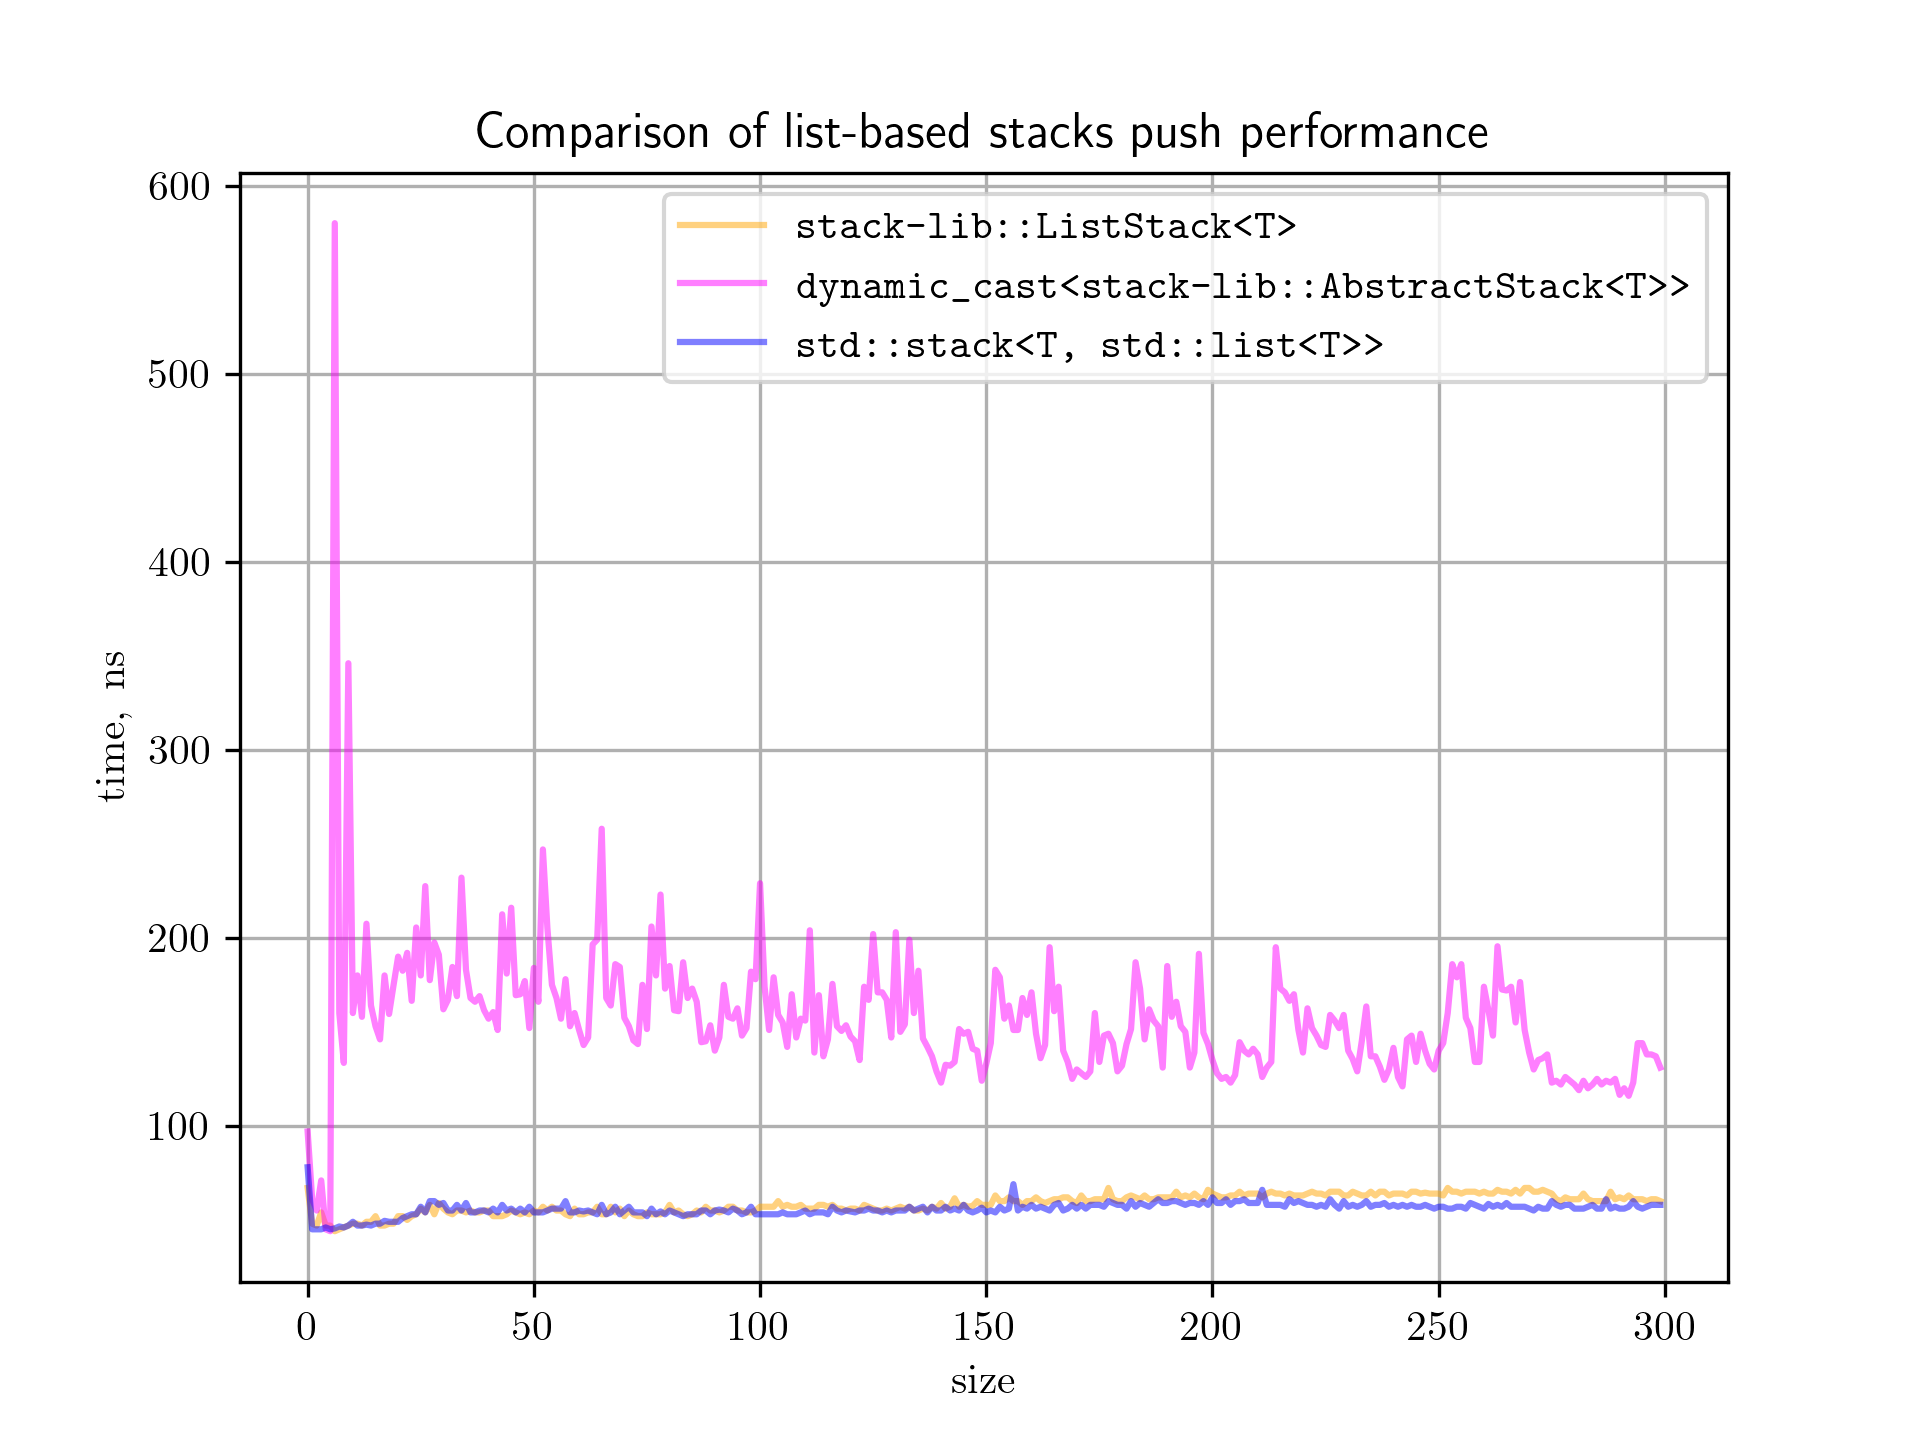 Comparison of list-based stacks push performance
stack-lib::ListStack<T>
dynamic_cast<stack-lib::AbstractStack<T>>
std::stack<T, std::list<T>>
600
500
400
300
200
100
time, ns
0 50 100 150 200 250 300
size